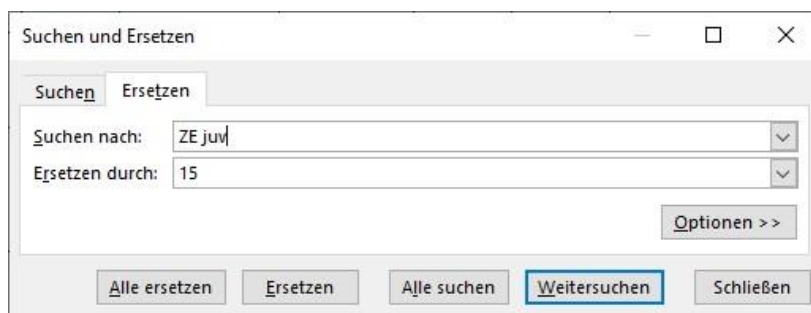 Suchen und Ersetzen
Suchen Ersetzen
Suchen nach: ZE juv
Ersetzen durch: 15
Optionen >>
Alle ersetzen Ersetzen Alle suchen Weitersuchen Schließen